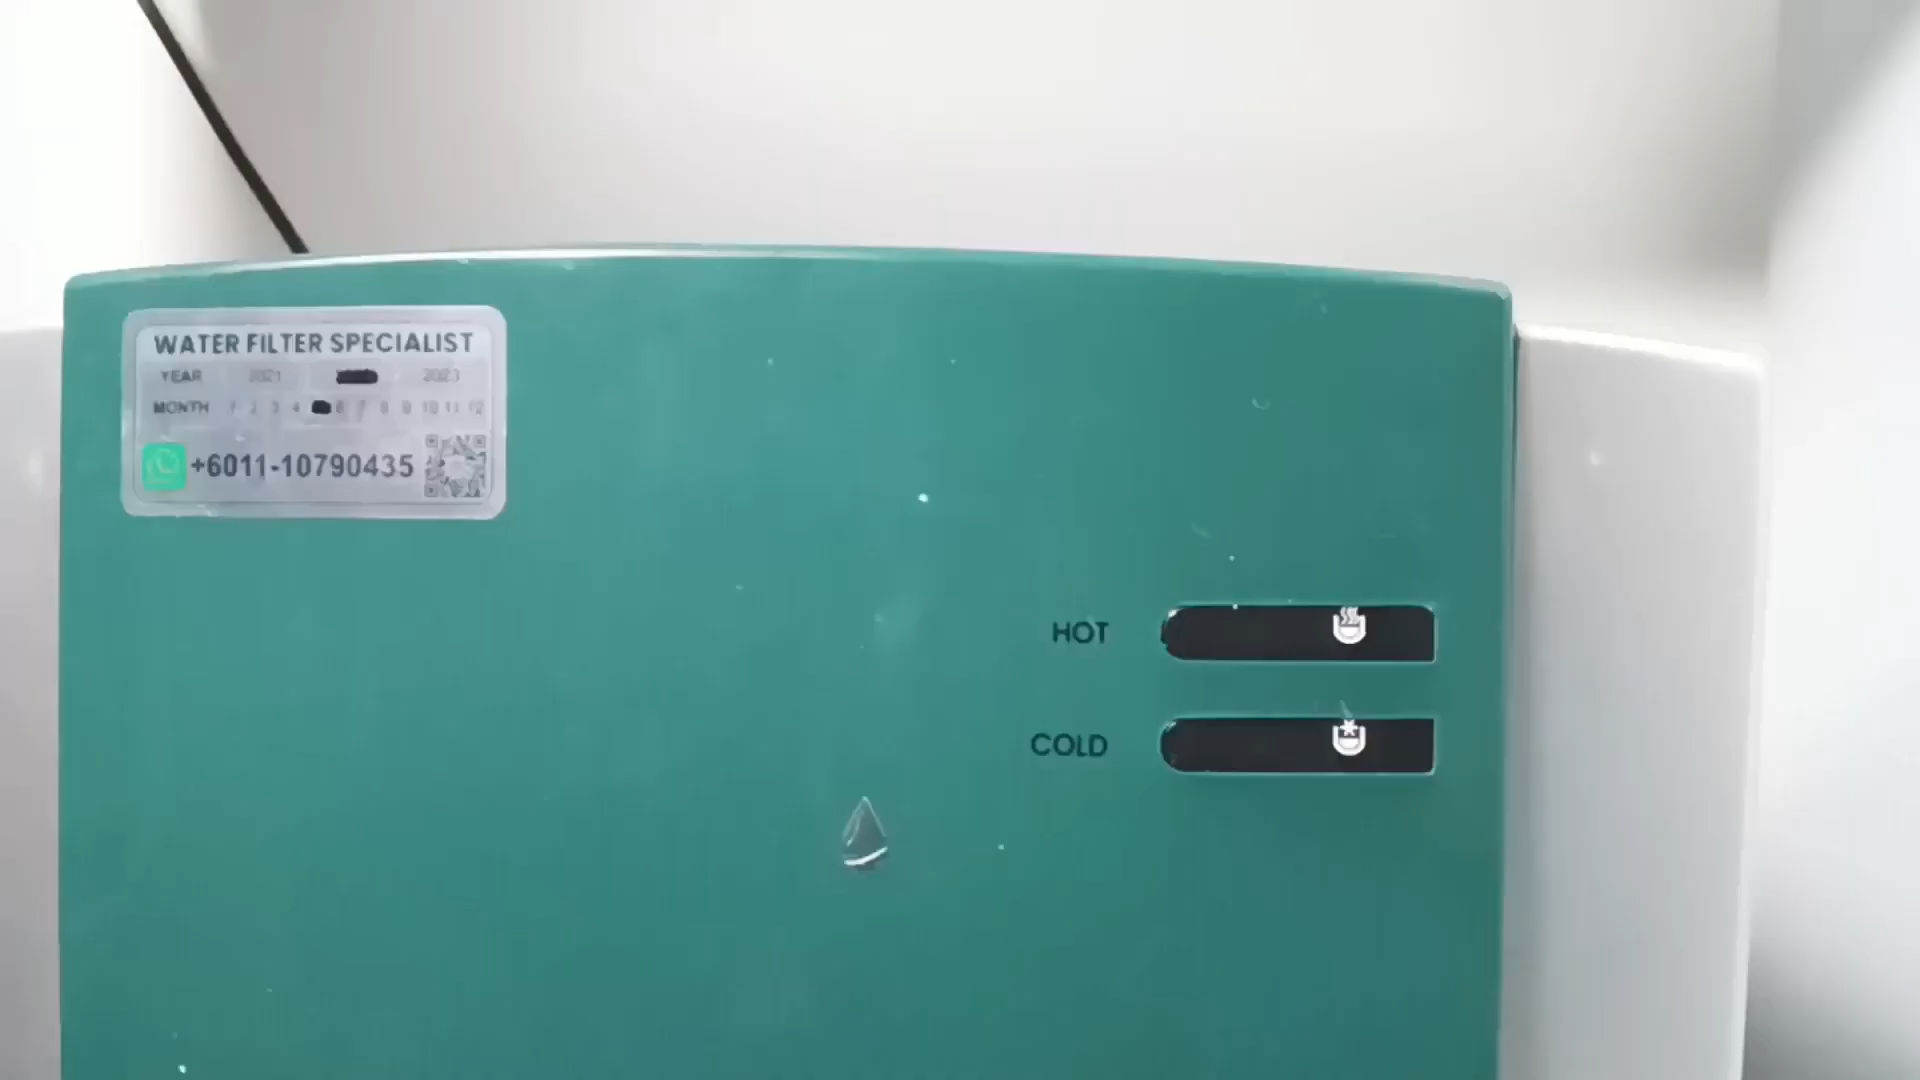 WATER FILTER SPECIALIST
YEAR 2021 2023
MONTH 1 2 3 4 6 7 8 9 10 11 12
+6011-10790435
HOT
COLD